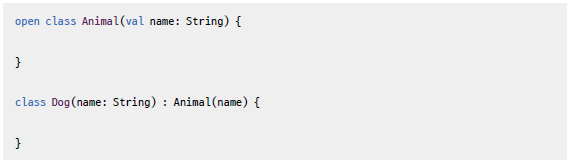 open class Animal(val name: String) {
}
class Dog(name: String) : Animal(name) {
}